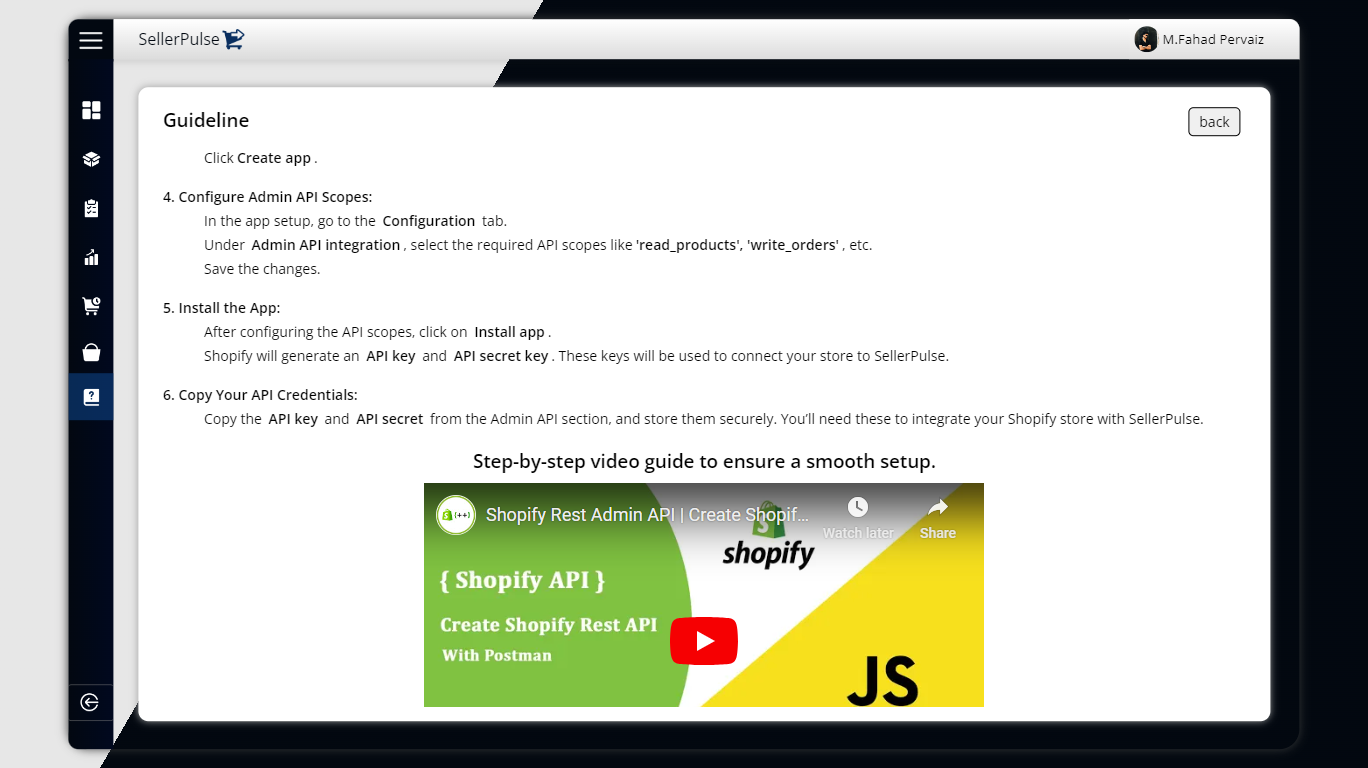 SellerPulse
M.Fahad Pervaiz
Guideline
back
Click Create app .
4. Configure Admin API Scopes:
In the app setup, go to the Configuration tab.
Under Admin API integration , select the required API scopes like 'read_products', 'write_orders' , etc.
Save the changes.
5. Install the App:
After configuring the API scopes, click on Install app .
Shopify will generate an API key and API secret key . These keys will be used to connect your store to SellerPulse.
6. Copy Your API Credentials:
Copy the API key and API secret from the Admin API section, and store them securely. You’ll need these to integrate your Shopify store with SellerPulse.
Step-by-step video guide to ensure a smooth setup.
{++}
Shopify Rest Admin API | Create Shopif...
Watch later
Share
shopify
{ Shopify API }
Create Shopify Rest API
With Postman
JS